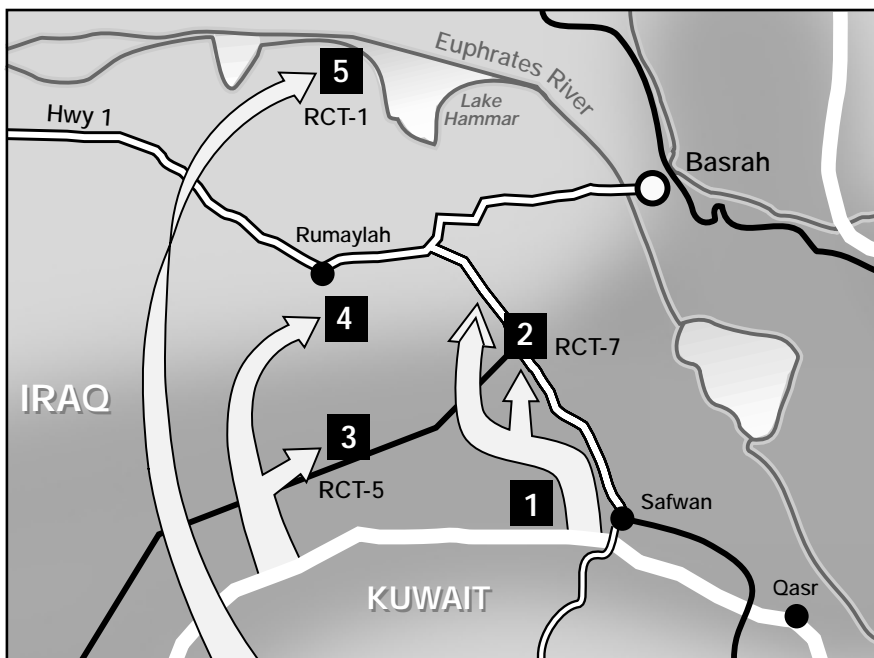 Euphrates River
5
RCT-1
Lake
Hammar
Hwy 1
Basrah
Rumaylah
4
2
RCT-7
IRAQ
3
RCT-5
1
Safwan
KUWAIT
Qasr